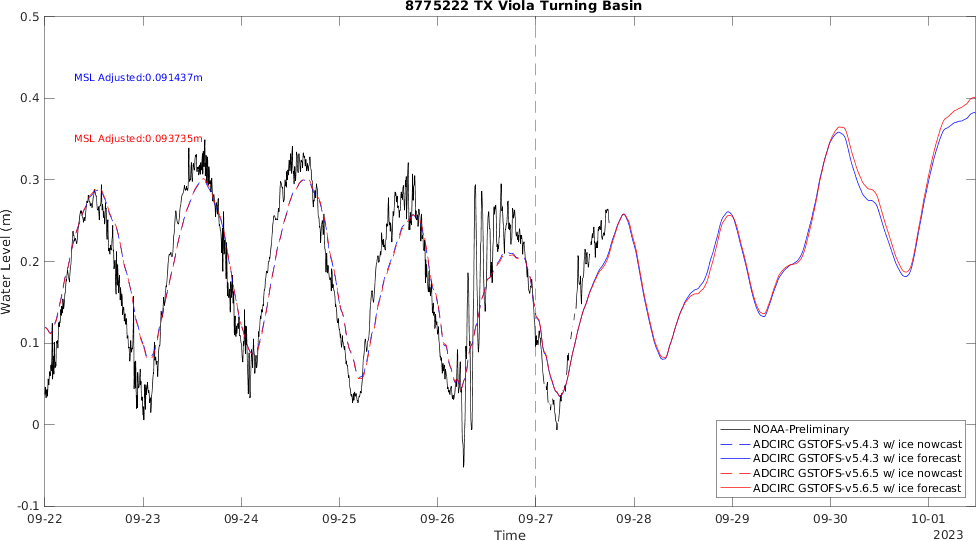 8775222 TX Viola Turning Basin
0.5
MSL Adjusted:0.091437m
0.4
MSL Adjusted:0.093735m
0.3
Water Level (m)
0.2
0.1
0
-0.1
NOAA-Preliminary
ADCIRC GSTOFS-v5.4.3 w/ ice nowcast
ADCIRC GSTOFS-v5.4.3 w/ ice forecast
ADCIRC GSTOFS-v5.6.5 w/ ice nowcast
ADCIRC GSTOFS-v5.6.5 w/ ice forecast
09-22 09-23 09-24 09-25 09-26 09-27 09-28 09-29 09-30 10-01
Time
2023